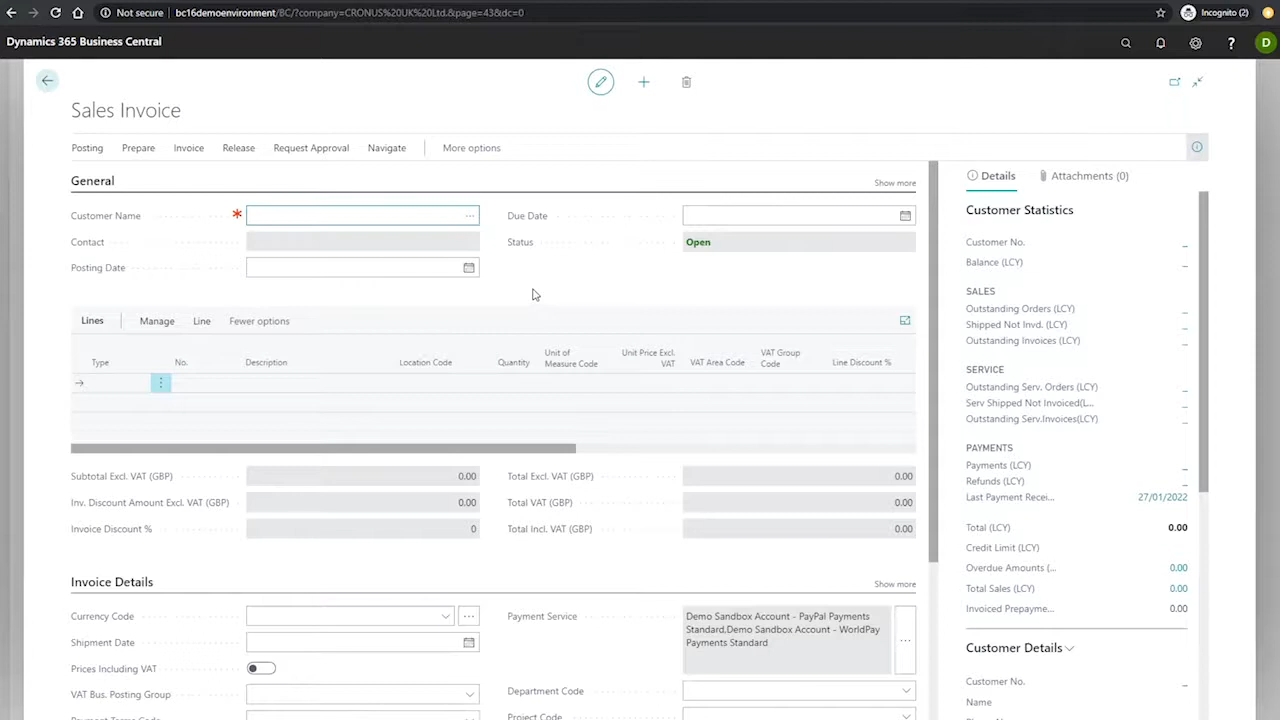 Not secure | bc16demoenvironment/BC/?company=CRONUS%20UK%20Ltd.&page=43&dc=0
Incognito (2)
Dynamics 365 Business Central
? D
Sales Invoice
Posting Prepare Invoice Release Request Approval Navigate More options
General Show more
Customer Name * ...
Contact
Posting Date
Due Date
Status Open
Lines Manage Line Fewer options
Type No. Description Location Code Quantity Unit of Measure Code Unit Price Excl. VAT VAT Area Code VAT Group Code Line Discount %
Subtotal Excl. VAT (GBP) 0.00
Inv. Discount Amount Excl. VAT (GBP) 0.00
Invoice Discount % 0
Total Excl. VAT (GBP) 0.00
Total VAT (GBP) 0.00
Total Incl. VAT (GBP) 0.00
Invoice Details Show more
Currency Code ...
Shipment Date
Prices Including VAT
VAT Bus. Posting Group
Payment Terms Code
Payment Service
Demo Sandbox Account - PayPal Payments
Standard,Demo Sandbox Account - WorldPay
Payments Standard
...
Department Code
Project Code
Details Attachments (0)
Customer Statistics
Customer No. _
Balance (LCY) _
SALES
Outstanding Orders (LCY) _
Shipped Not Invd. (LCY) _
Outstanding Invoices (LCY) _
SERVICE
Outstanding Serv. Orders (LCY) _
Serv Shipped Not Invoiced(L... _
Outstanding Serv.Invoices(LCY) _
PAYMENTS
Payments (LCY) _
Refunds (LCY) _
Last Payment Recei... 27/01/2022
Total (LCY) 0.00
Credit Limit (LCY)
Overdue Amounts (... 0.00
Total Sales (LCY) 0.00
Invoiced Prepayme... 0.00
Customer Details
Customer No. _
Name